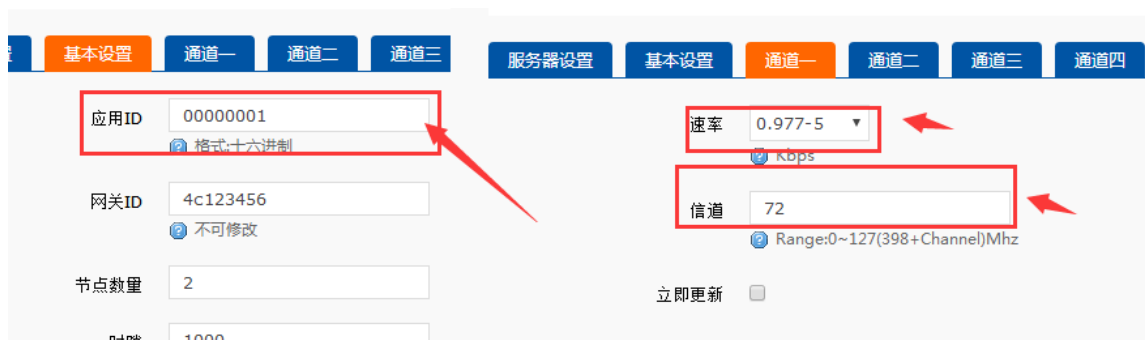 基本设置 通道一 通道二 通道三
应用ID 00000001
格式:十六进制
网关ID 4c123456
不可修改
节点数量 2
时隙 1000
服务器设置 基本设置 通道一 通道二 通道三 通道四
速率 0.977-5
Kbps
信道 72
Range:0~127(398+Channel)Mhz
立即更新